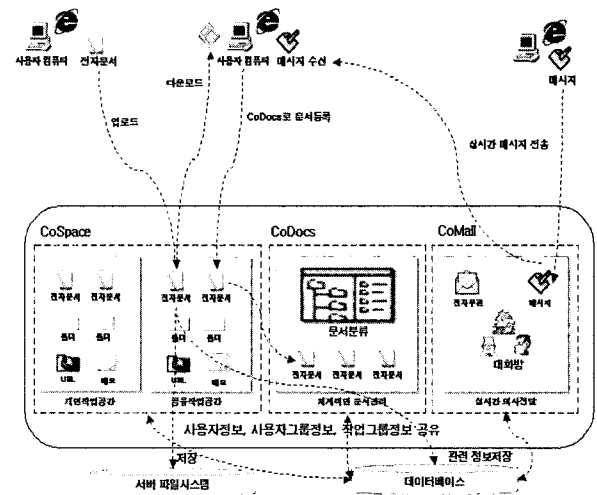 사용자 컴퓨터 전자문서
사용자 컴퓨터 메시지 수신
메시지
다운로드
업로드
CoDocs로 문서등록
실시간 메시지 전송
CoSpace
CoDocs
CoMail
전자문서 전자문서
전자문서 전자문서
전자우편
메시지
폴더 폴더
폴더 폴더
문서분류
대화방
URL 메모
URL 메모
전자문서 전자문서 전자문서
개인작업공간
공유작업공간
체계적인 문서관리
실시간 의사전달
사용자정보, 사용자그룹정보, 작업그룹정보 공유
저장
관련 정보저장
서버 파일시스템
데이터베이스